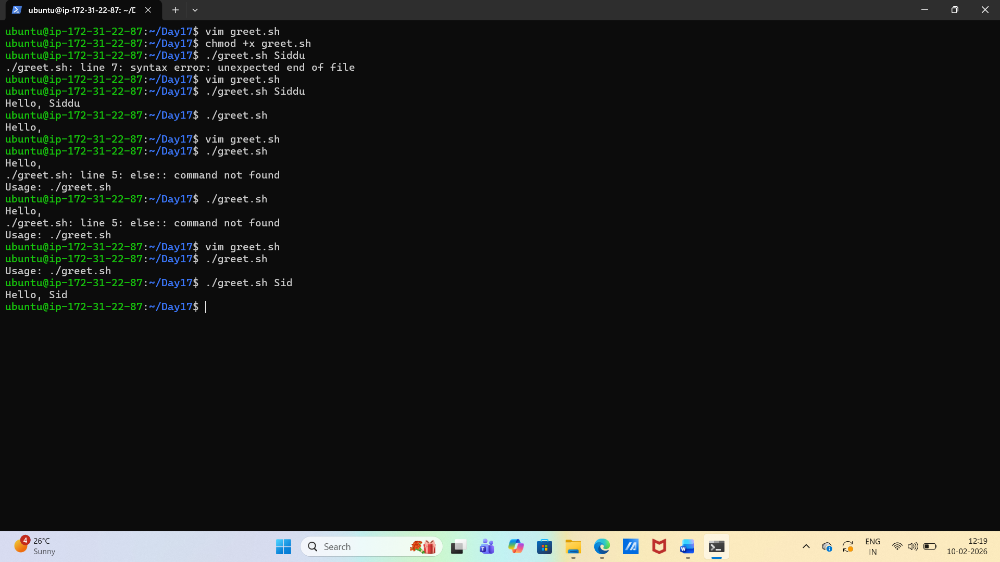 ubuntu@ip-172-31-22-87: ~/D
ubuntu@ip-172-31-22-87:~/Day17$ vim greet.sh
ubuntu@ip-172-31-22-87:~/Day17$ chmod +x greet.sh
ubuntu@ip-172-31-22-87:~/Day17$ ./greet.sh Siddu
./greet.sh: line 7: syntax error: unexpected end of file
ubuntu@ip-172-31-22-87:~/Day17$ vim greet.sh
ubuntu@ip-172-31-22-87:~/Day17$ ./greet.sh Siddu
Hello, Siddu
ubuntu@ip-172-31-22-87:~/Day17$ ./greet.sh
Hello,
ubuntu@ip-172-31-22-87:~/Day17$ vim greet.sh
ubuntu@ip-172-31-22-87:~/Day17$ ./greet.sh
Hello,
./greet.sh: line 5: else:: command not found
Usage: ./greet.sh
ubuntu@ip-172-31-22-87:~/Day17$ ./greet.sh
Hello,
./greet.sh: line 5: else:: command not found
Usage: ./greet.sh
ubuntu@ip-172-31-22-87:~/Day17$ vim greet.sh
ubuntu@ip-172-31-22-87:~/Day17$ ./greet.sh
Usage: ./greet.sh
ubuntu@ip-172-31-22-87:~/Day17$ ./greet.sh Sid
Hello, Sid
ubuntu@ip-172-31-22-87:~/Day17$
4
26°C
Sunny
Search
T
W
ENG
IN
12:19
10-02-2026